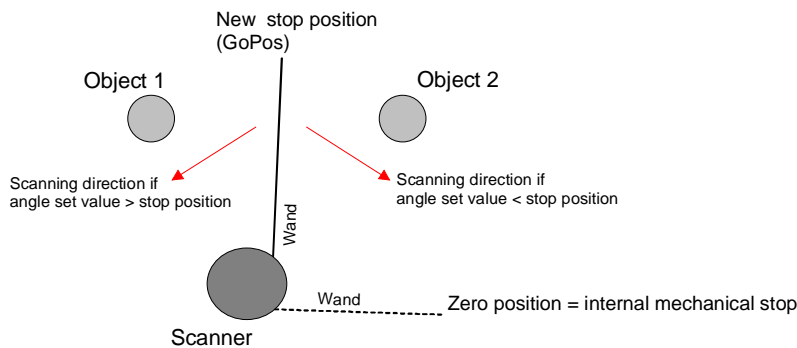 New stop position
(GoPos)
Object 1
Object 2
Scanning direction if
angle set value > stop position
Scanning direction if
angle set value < stop position
Wand
Wand
Zero position = internal mechanical stop
Scanner